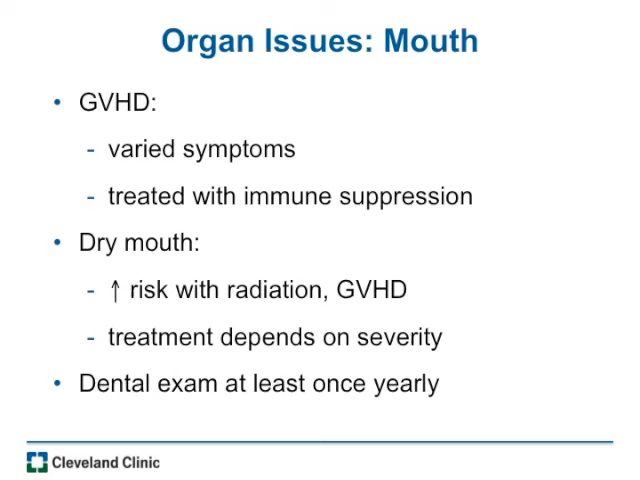 Organ Issues: Mouth
• GVHD:
- varied symptoms
- treated with immune suppression
• Dry mouth:
- ↑ risk with radiation, GVHD
- treatment depends on severity
• Dental exam at least once yearly
Cleveland Clinic